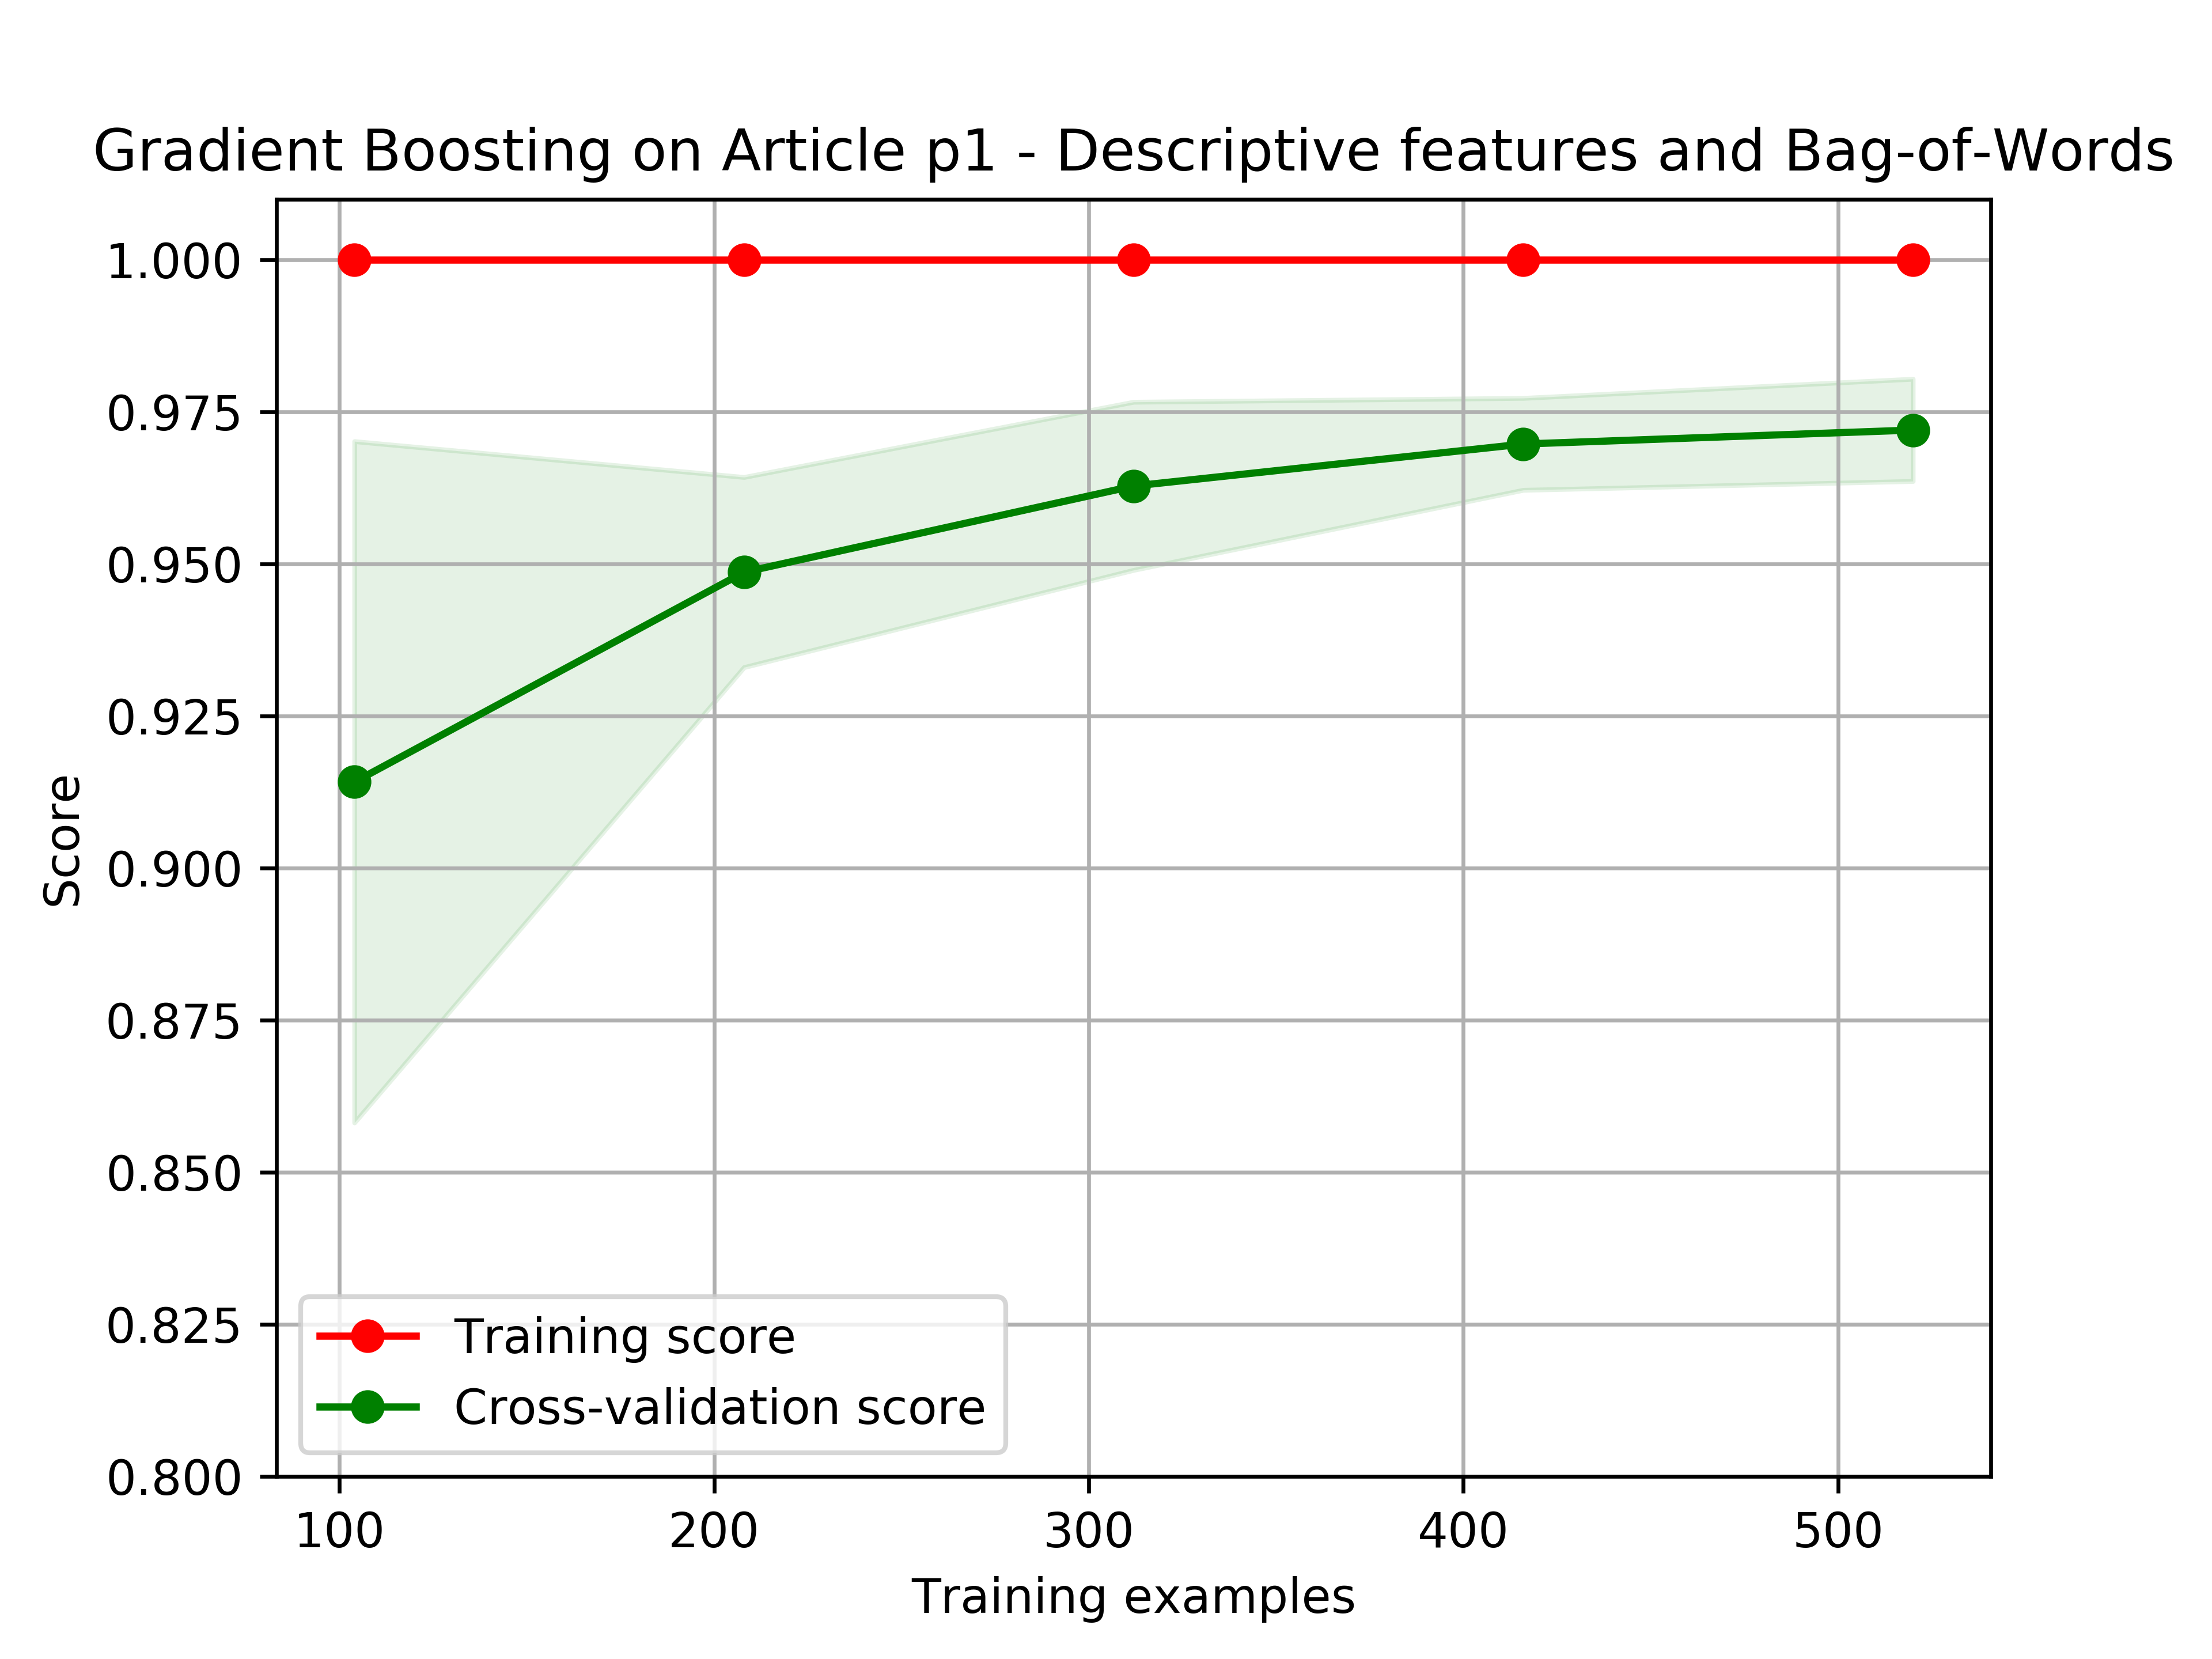 Gradient Boosting on Article p1 - Descriptive features and Bag-of-Words
1.000
0.975
0.950
0.925
0.900
0.875
0.850
0.825
0.800
Score
Training score
Cross-validation score
100 200 300 400 500
Training examples